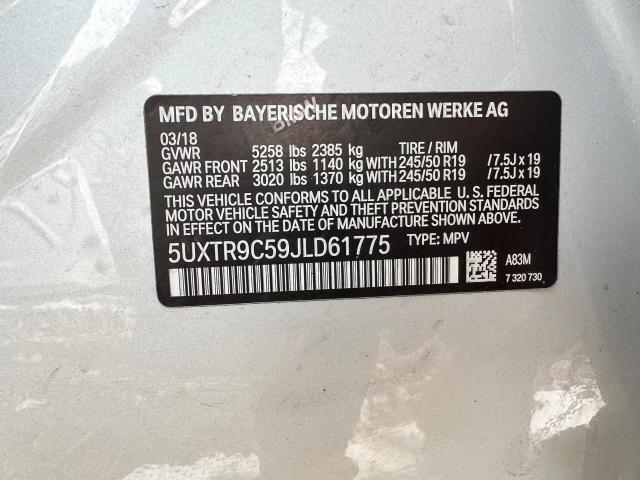 MFD BY BAYERISCHE MOTOREN WERKE AG
03/18
GVWR 5258 lbs 2385 kg TIRE / RIM
GAWR FRONT 2513 lbs 1140 kg WITH 245/50 R19 /7.5J x 19
GAWR REAR 3020 lbs 1370 kg WITH 245/50 R19 /7.5J x 19
THIS VEHICLE CONFORMS TO ALL APPLICABLE U. S. FEDERAL
MOTOR VEHICLE SAFETY AND THEFT PREVENTION STANDARDS
IN EFFECT ON THE DATE OF MANUFACTURE SHOWN ABOVE.
5UXTR9C59JLD61775 TYPE: MPV
A83M
7 320 730
BMW